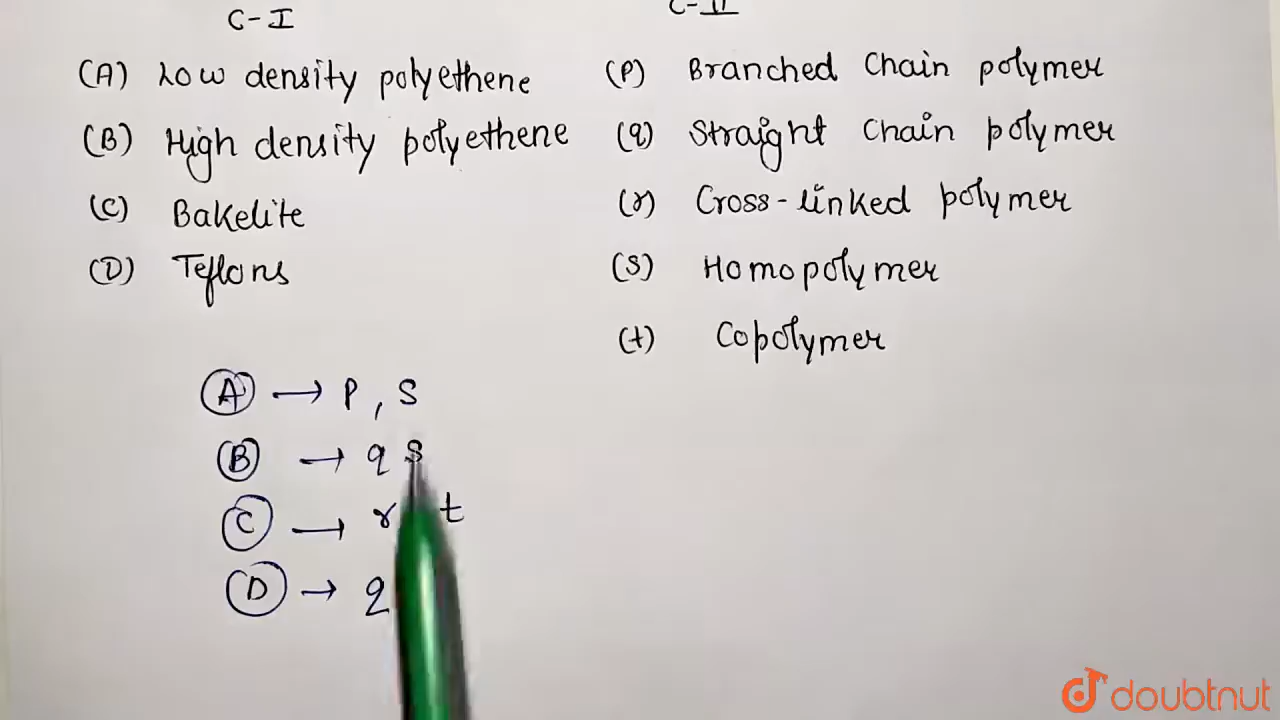 C-I
C-II
(A) Low density polyethene (P) Branched Chain polymer
(B) High density polyethene (q) Straight Chain polymer
(C) Bakelite (r) Cross-linked polymer
(D) Teflons (S) Homopolymer
(t) Copolymer
A → P, S
B → q s
C → r t
D → q
doubtnut